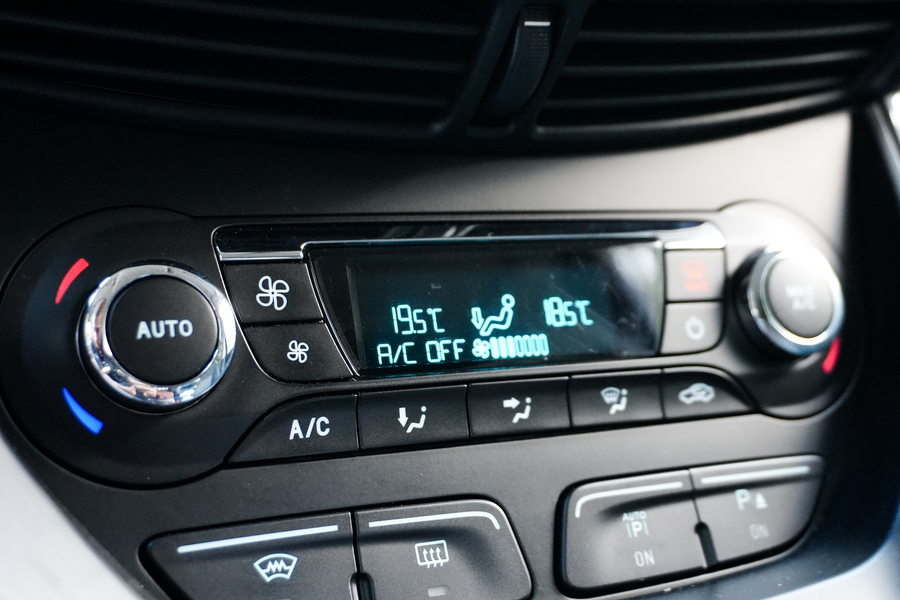 AUTO
19.5°C 18.5°C
A/C OFF
A/C
AUTO
P
ON
P
ON